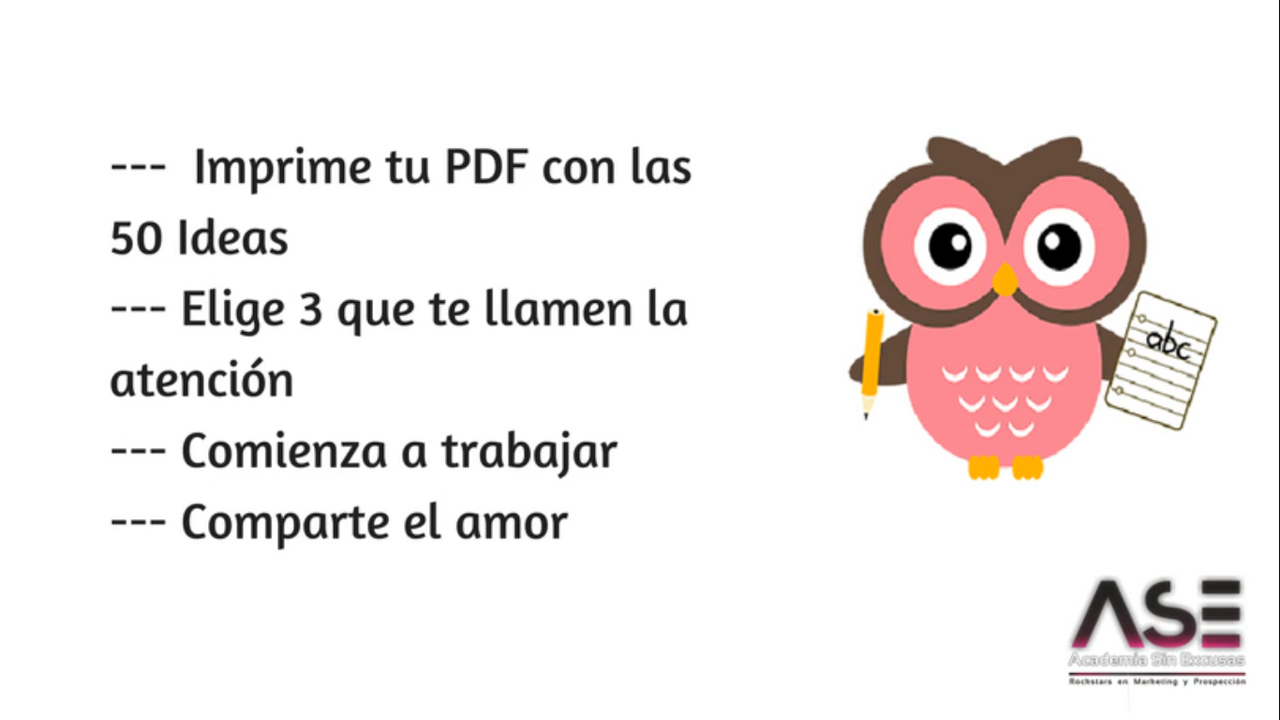 --- Imprime tu PDF con las
50 Ideas
--- Elige 3 que te llamen la
atención
--- Comienza a trabajar
--- Comparte el amor
abc
ASE
Academia Sin Excusas
Rockstars en Marketing y Prospección